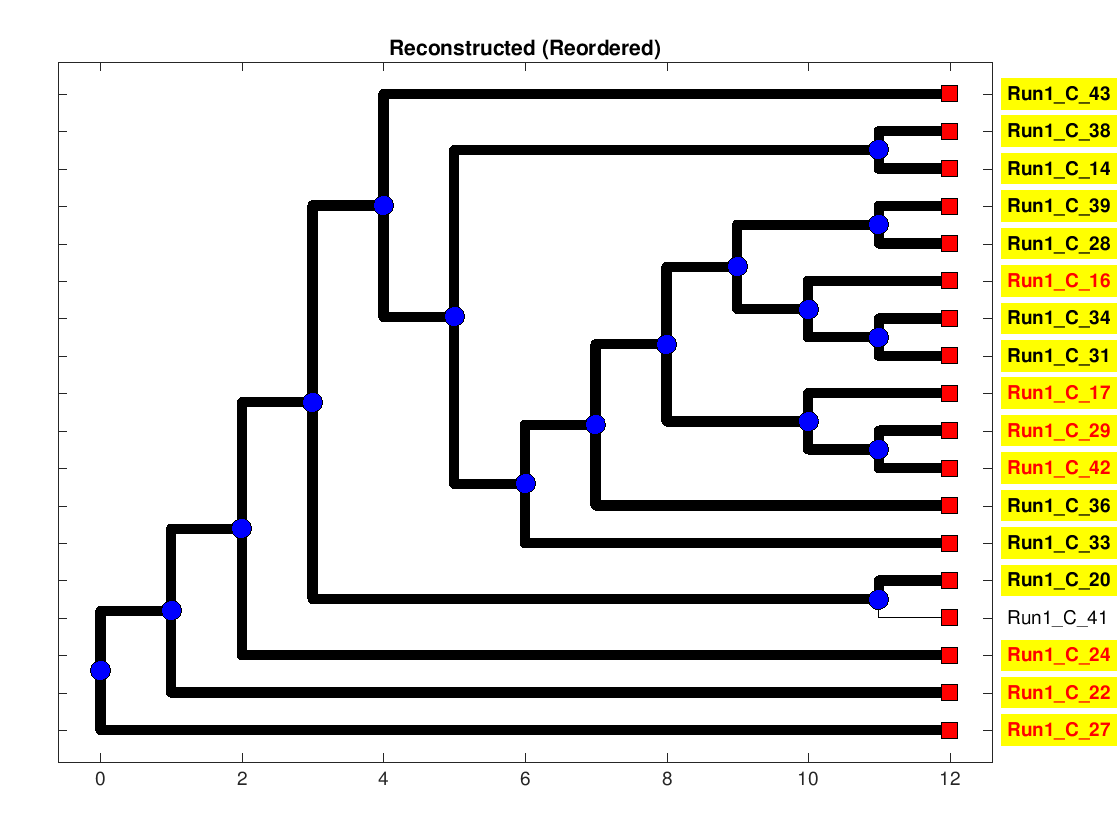 Reconstructed (Reordered)
Run1_C_43
Run1_C_38
Run1_C_14
Run1_C_39
Run1_C_28
Run1_C_16
Run1_C_34
Run1_C_31
Run1_C_17
Run1_C_29
Run1_C_42
Run1_C_36
Run1_C_33
Run1_C_20
Run1_C_41
Run1_C_24
Run1_C_22
Run1_C_27
0 2 4 6 8 10 12